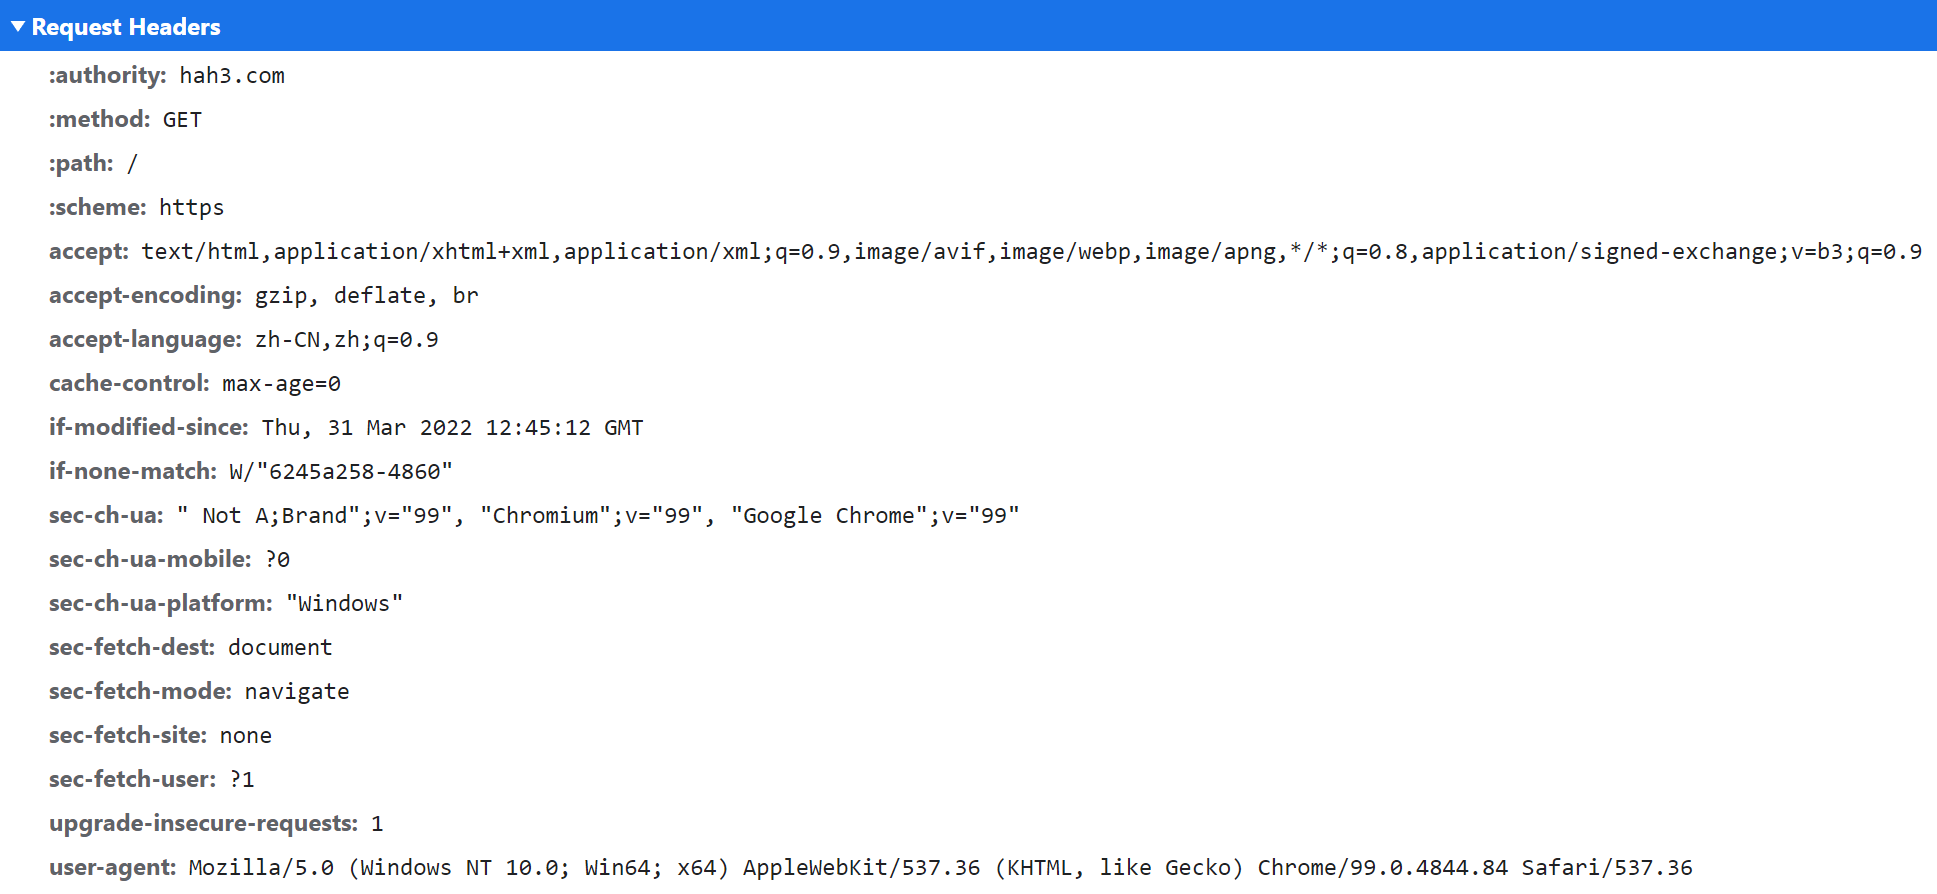 Request Headers
:authority: hah3.com
:method: GET
:path: /
:scheme: https
accept: text/html,application/xhtml+xml,application/xml;q=0.9,image/avif,image/webp,image/apng,*/*;q=0.8,application/signed-exchange;v=b3;q=0.9
accept-encoding: gzip, deflate, br
accept-language: zh-CN,zh;q=0.9
cache-control: max-age=0
if-modified-since: Thu, 31 Mar 2022 12:45:12 GMT
if-none-match: W/"6245a258-4860"
sec-ch-ua: " Not A;Brand";v="99", "Chromium";v="99", "Google Chrome";v="99"
sec-ch-ua-mobile: ?0
sec-ch-ua-platform: "Windows"
sec-fetch-dest: document
sec-fetch-mode: navigate
sec-fetch-site: none
sec-fetch-user: ?1
upgrade-insecure-requests: 1
user-agent: Mozilla/5.0 (Windows NT 10.0; Win64; x64) AppleWebKit/537.36 (KHTML, like Gecko) Chrome/99.0.4844.84 Safari/537.36